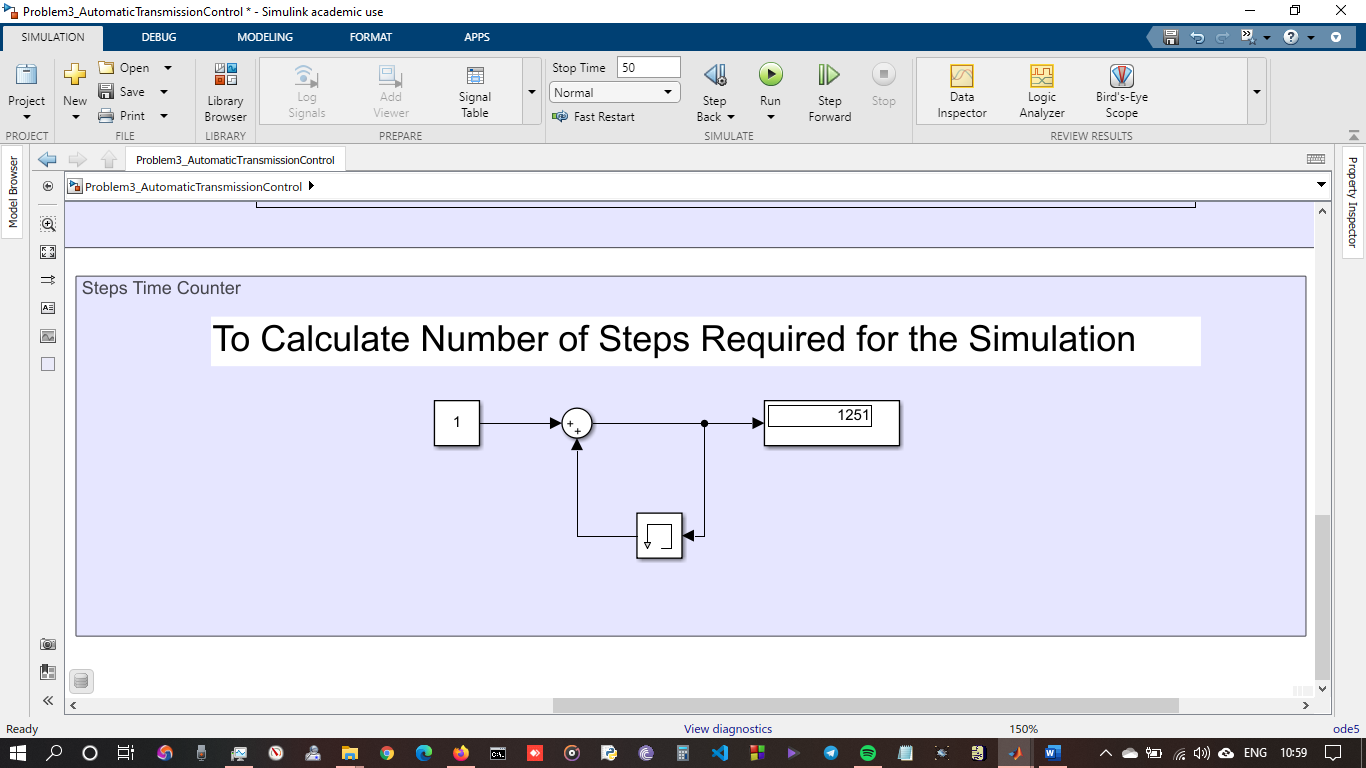 Problem3_AutomaticTransmissionControl * - Simulink academic use
SIMULATION DEBUG MODELING FORMAT APPS
Project
New
Open
Save
Print
Library Browser
Log Signals
Add Viewer
Signal Table
Stop Time 50
Normal
Fast Restart
Step Back
Run
Step Forward
Stop
Data Inspector
Logic Analyzer
Bird's-Eye Scope
PROJECT FILE LIBRARY PREPARE SIMULATE REVIEW RESULTS
Model Browser
Problem3_AutomaticTransmissionControl
Problem3_AutomaticTransmissionControl
Property Inspector
Steps Time Counter
To Calculate Number of Steps Required for the Simulation
1
1251
Ready View diagnostics 150% ode5
ENG 10:59